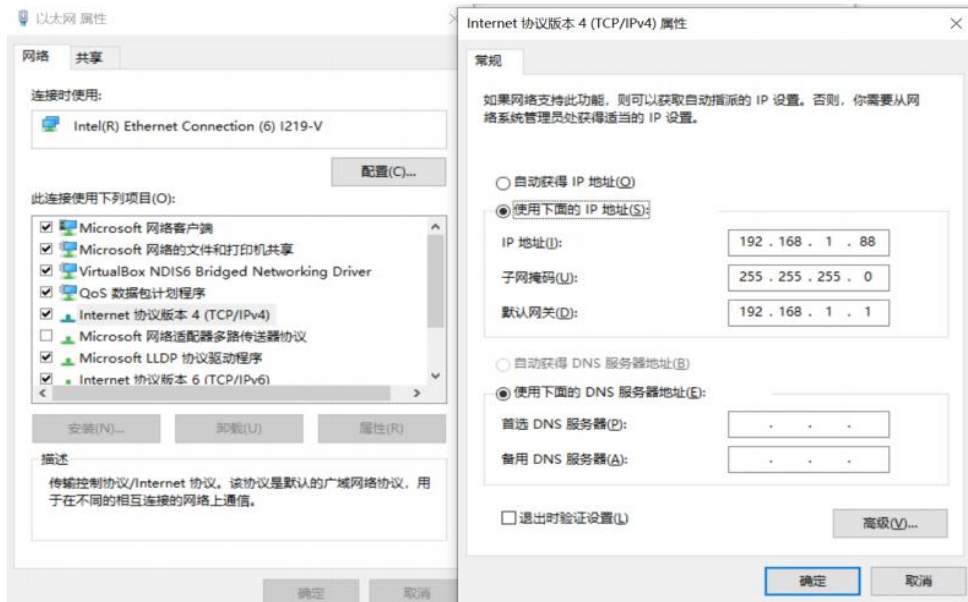 以太网 属性
网络
共享
连接时使用:
Intel(R) Ethernet Connection (6) I219-V
配置(C)...
此连接使用下列项目(O):
Microsoft 网络客户端
Microsoft 网络的文件和打印机共享
VirtualBox NDIS6 Bridged Networking Driver
QoS 数据包计划程序
Internet 协议版本 4 (TCP/IPv4)
Microsoft 网络适配器多路传送器协议
Microsoft LLDP 协议驱动程序
Internet 协议版本 6 (TCP/IPv6)
安装(N)...
卸载(U)
属性(R)
描述
传输控制协议/Internet 协议。该协议是默认的广域网络协议，用
于在不同的相互连接的网络上通信。
确定
取消
Internet 协议版本 4 (TCP/IPv4) 属性
常规
如果网络支持此功能，则可以获取自动指派的 IP 设置。否则，你需要从网
络系统管理员处获得适当的 IP 设置。
自动获得 IP 地址(O)
使用下面的 IP 地址(S):
IP 地址(I):
192 . 168 . 1 . 88
子网掩码(U):
255 . 255 . 255 . 0
默认网关(D):
192 . 168 . 1 . 1
自动获得 DNS 服务器地址(B)
使用下面的 DNS 服务器地址(E):
首选 DNS 服务器(P):
备用 DNS 服务器(A):
退出时验证设置(L)
高级(V)...
确定
取消